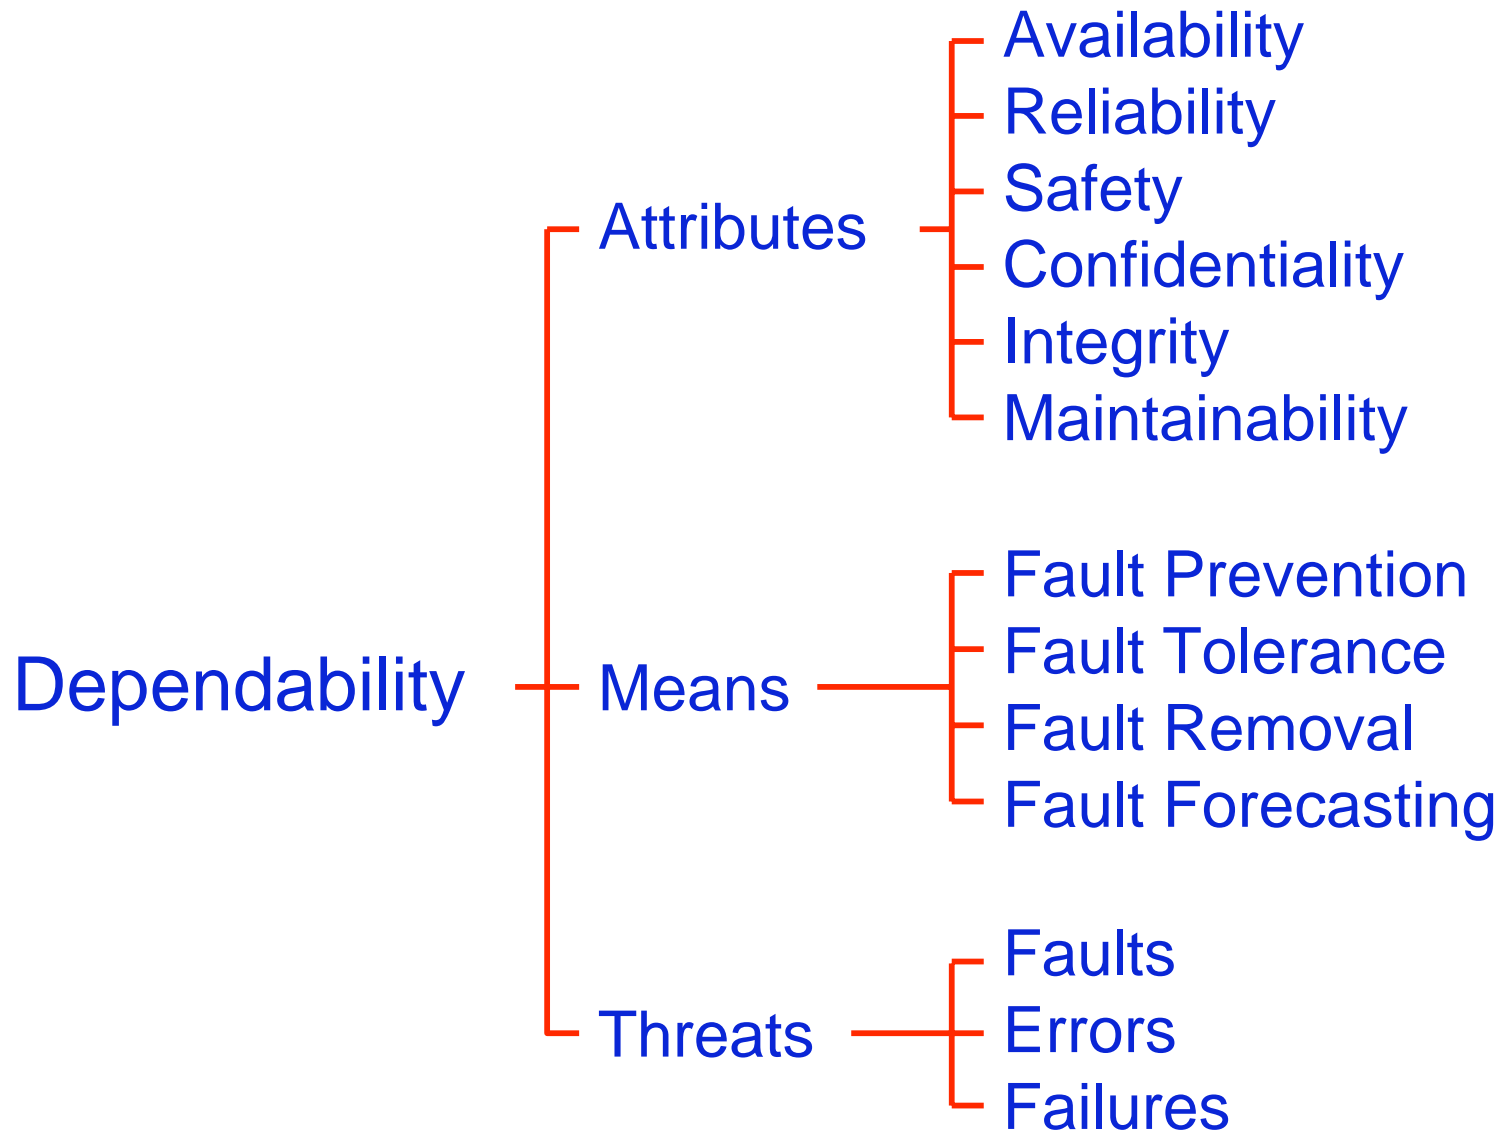 Dependability
Attributes
Availability
Reliability
Safety
Confidentiality
Integrity
Maintainability
Means
Fault Prevention
Fault Tolerance
Fault Removal
Fault Forecasting
Threats
Faults
Errors
Failures